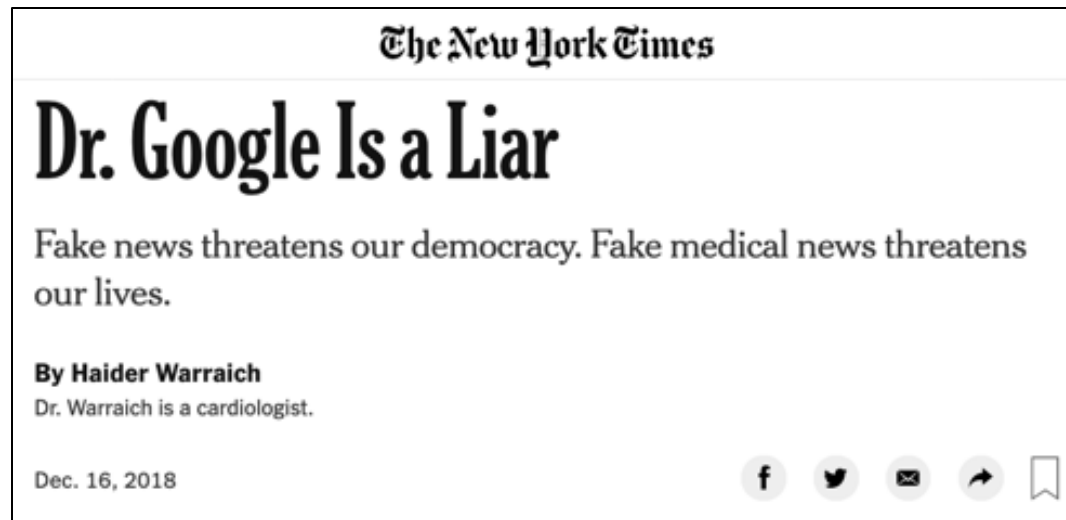 The New York Times
Dr. Google Is a Liar
Fake news threatens our democracy. Fake medical news threatens
our lives.
By Haider Warraich
Dr. Warraich is a cardiologist.
Dec. 16, 2018